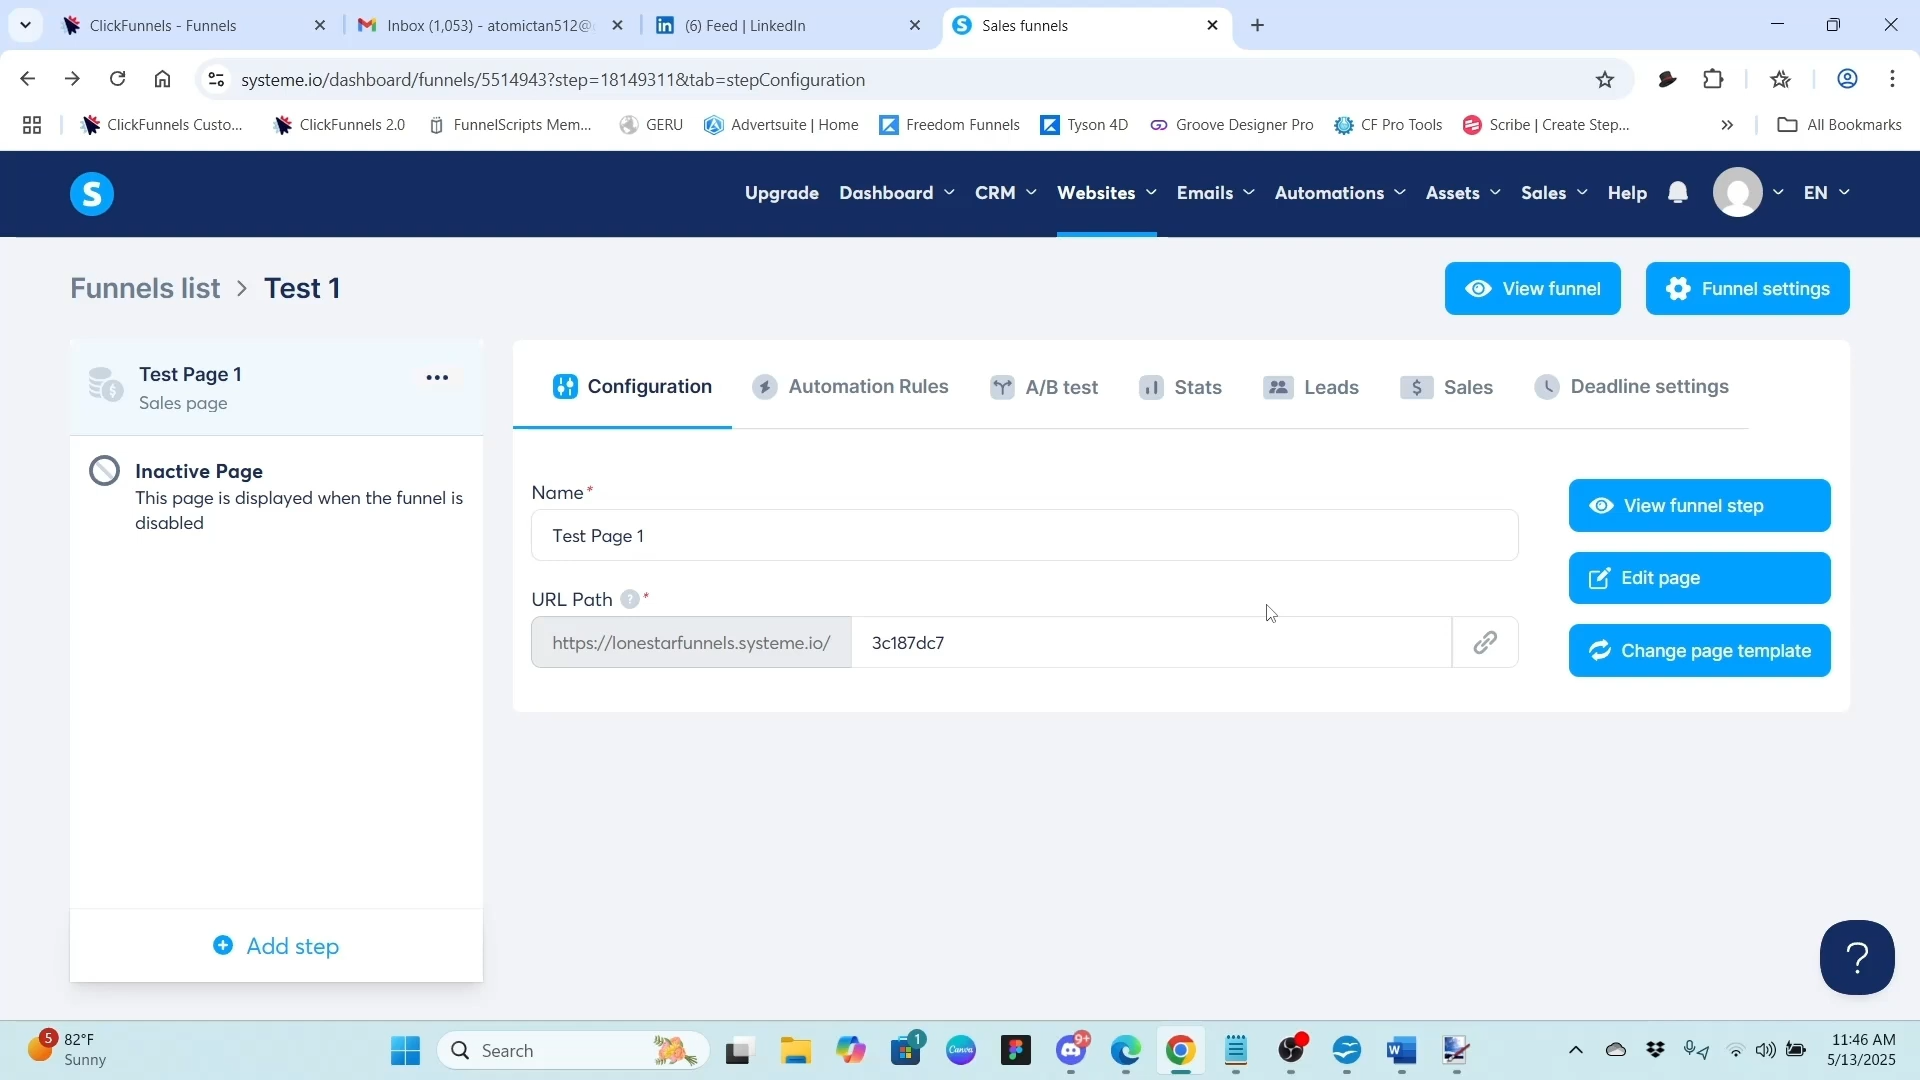 ClickFunnels - Funnels
Inbox (1,053) - atomictan512@
(6) Feed | LinkedIn
Sales funnels
systeme.io/dashboard/funnels/5514943?step=18149311&tab=stepConfiguration
ClickFunnels Custo...
ClickFunnels 2.0
FunnelScripts Mem...
GERU
Advertsuite | Home
Freedom Funnels
Tyson 4D
Groove Designer Pro
CF Pro Tools
Scribe | Create Step...
All Bookmarks
S
Upgrade
Dashboard
CRM
Websites
Emails
Automations
Assets
Sales
Help
EN
Funnels list > Test 1
View funnel
Funnel settings
Test Page 1
Sales page
Inactive Page
This page is displayed when the funnel is
disabled
Add step
Configuration
Automation Rules
A/B test
Stats
Leads
Sales
Deadline settings
Name*
Test Page 1
URL Path ? *
https://lonestarfunnels.systeme.io/
3c187dc7
View funnel step
Edit page
Change page template
?
5
82°F
Sunny
Search
1
Canva
9+
W
11:46 AM
5/13/2025